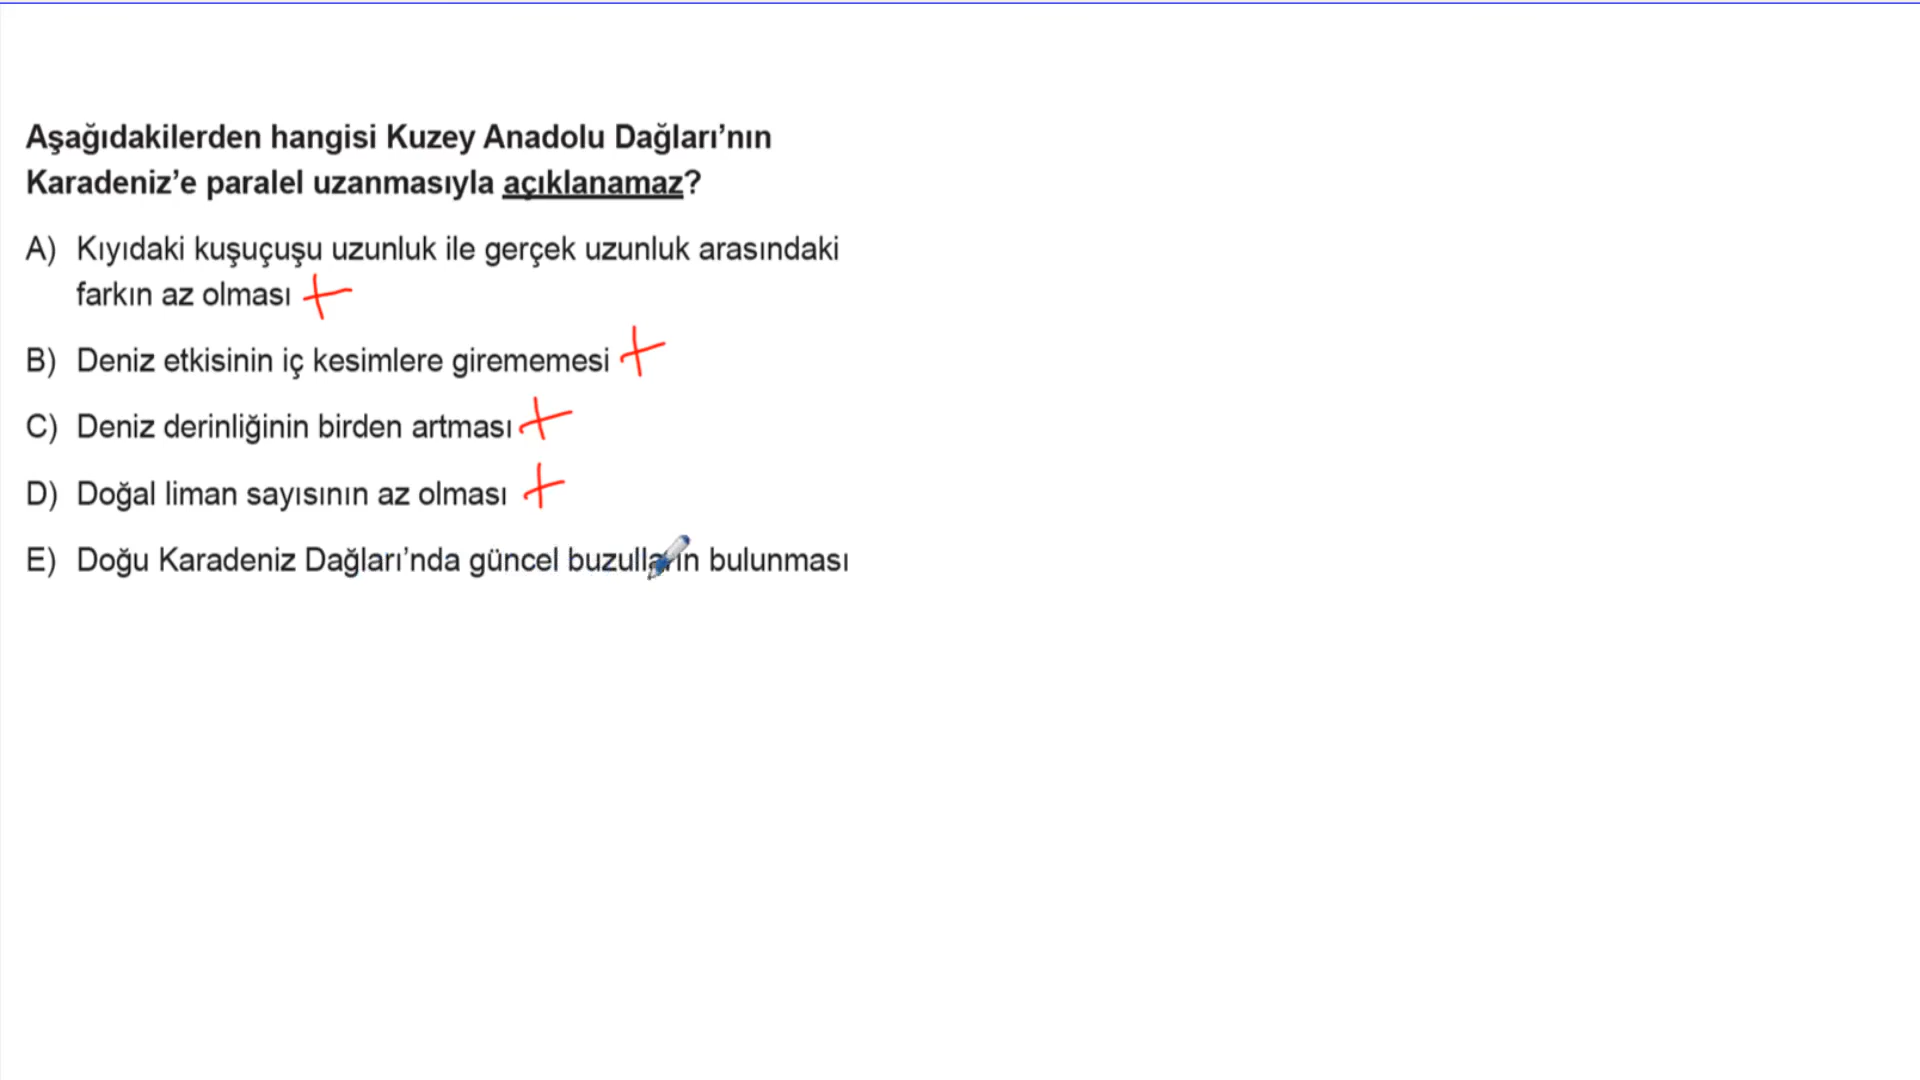 Aşağıdakilerden hangisi Kuzey Anadolu Dağları’nın
Karadeniz’e paralel uzanmasıyla açıklanamaz?
A) Kıyıdaki kuşuçuşu uzunluk ile gerçek uzunluk arasındaki
farkın az olması +
B) Deniz etkisinin iç kesimlere girememesi +
C) Deniz derinliğinin birden artması +
D) Doğal liman sayısının az olması +
E) Doğu Karadeniz Dağları’nda güncel buzulların bulunması